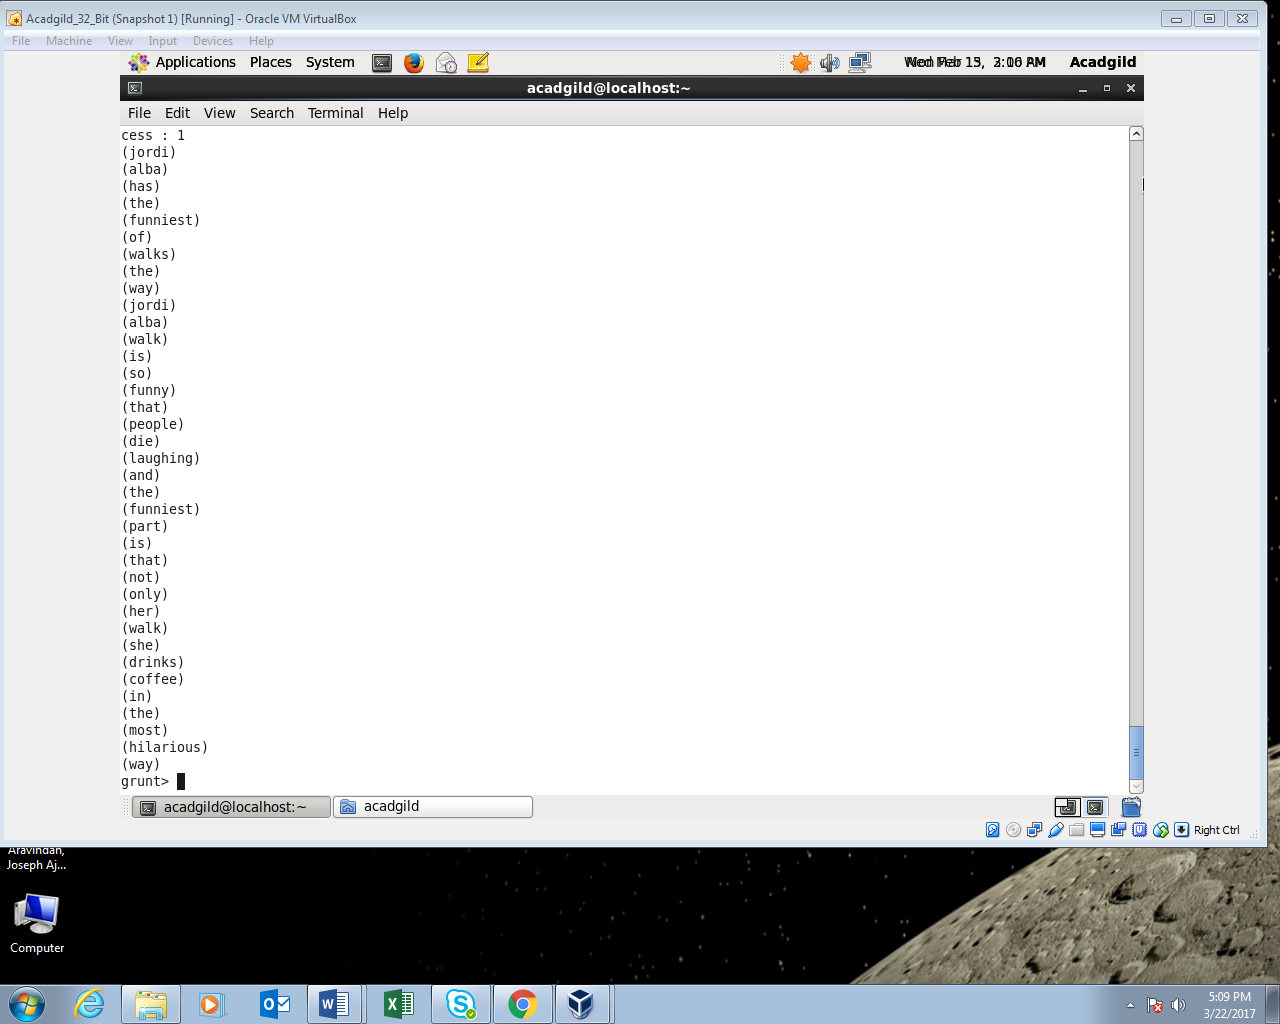 Acadgild_32_Bit (Snapshot 1) [Running] - Oracle VM VirtualBox
File Machine View Input Devices Help
Applications Places System
Acadgild
acadgild@localhost:~
File Edit View Search Terminal Help
cess : 1
(jordi)
(alba)
(has)
(the)
(funniest)
(of)
(walks)
(the)
(way)
(jordi)
(alba)
(walk)
(is)
(so)
(funny)
(that)
(people)
(die)
(laughing)
(and)
(the)
(funniest)
(part)
(is)
(that)
(not)
(only)
(her)
(walk)
(she)
(drinks)
(coffee)
(in)
(the)
(most)
(hilarious)
(way)
grunt>
acadgild@localhost:~ acadgild
Right Ctrl
Aravindan,
Joseph Aj...
Computer
5:09 PM
3/22/2017